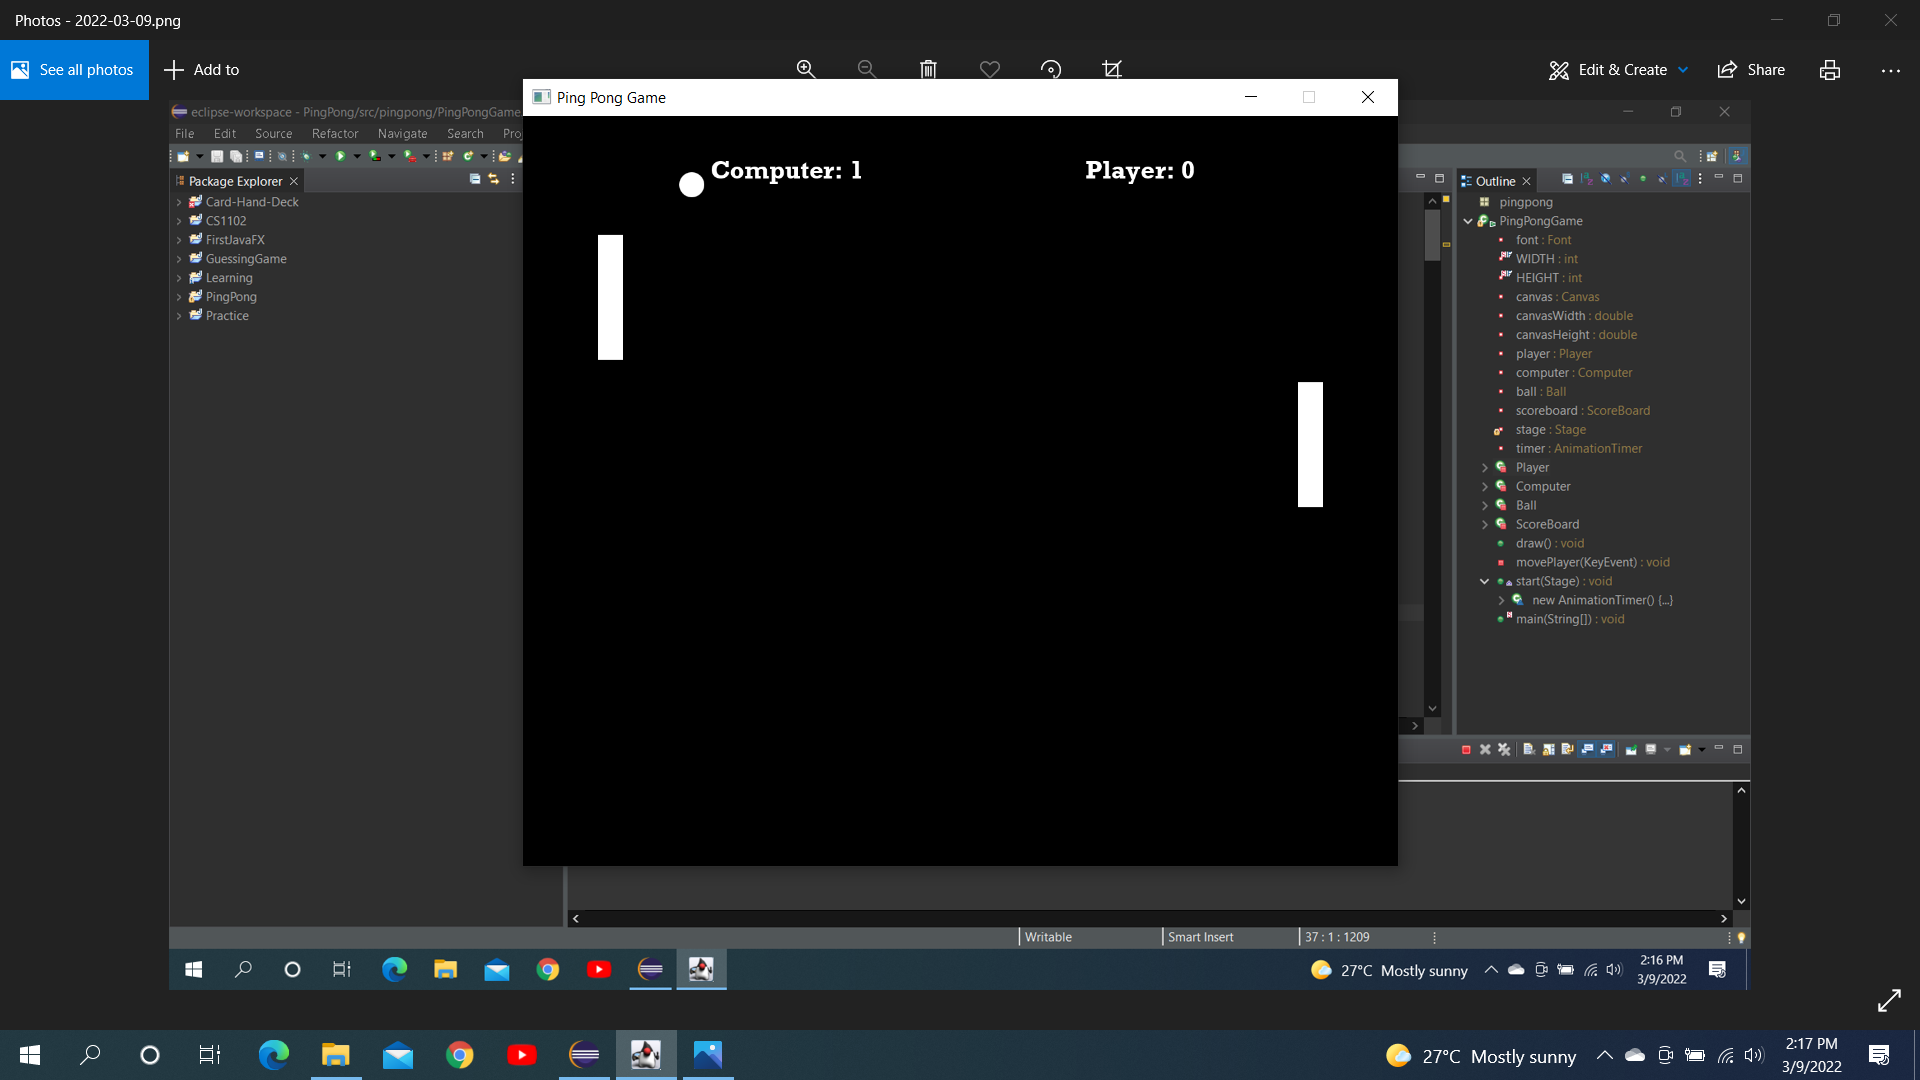 Photos - 2022-03-09.png
See all photos
Add to
Edit & Create
Share
Ping Pong Game
eclipse-workspace - PingPong/src/pingpong/PingPongGame
File Edit Source Refactor Navigate Search Pro
Computer: 1
Player: 0
Package Explorer
Card-Hand-Deck
CS1102
FirstJavaFX
GuessingGame
Learning
PingPong
Practice
Outline
pingpong
PingPongGame
font : Font
WIDTH : int
HEIGHT : int
canvas : Canvas
canvasWidth : double
canvasHeight : double
player : Player
computer : Computer
ball : Ball
scoreboard : ScoreBoard
stage : Stage
timer : AnimationTimer
Player
Computer
Ball
ScoreBoard
draw() : void
movePlayer(KeyEvent) : void
start(Stage) : void
new AnimationTimer() {...}
main(String[]) : void
Writable
Smart Insert
37 : 1 : 1209
27°C Mostly sunny
2:16 PM
3/9/2022
27°C Mostly sunny
2:17 PM
3/9/2022